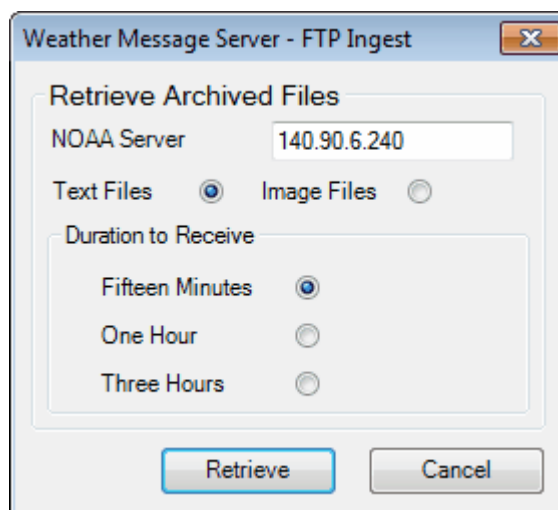 Weather Message Server - FTP Ingest
Retrieve Archived Files
NOAA Server 140.90.6.240
Text Files Image Files
Duration to Receive
Fifteen Minutes
One Hour
Three Hours
Retrieve Cancel